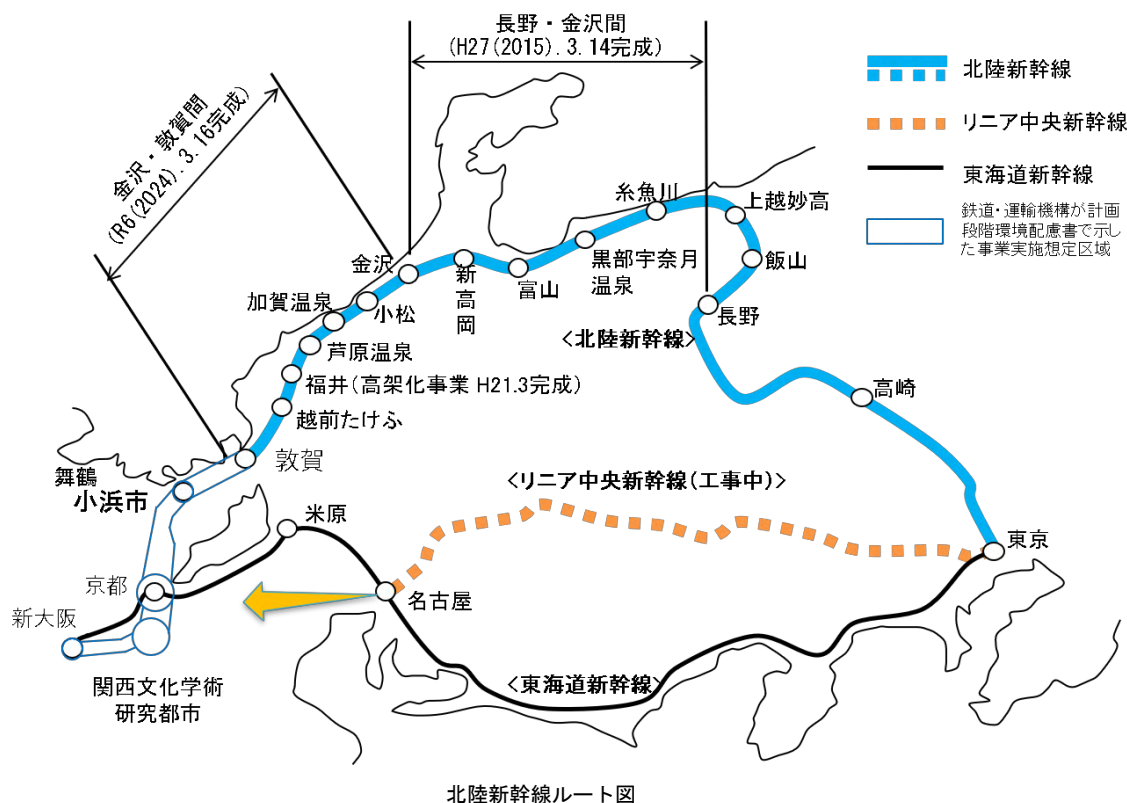 長野・金沢間
(H27(2015).3.14完成)
金沢・敦賀間
(R6(2024).3.16完成)
北陸新幹線
リニア中央新幹線
東海道新幹線
鉄道・運輸機構が計画
段階環境配慮書で示し
た事業実施想定区域
糸魚川
上越妙高
飯山
黒部宇奈月
温泉
富山
新高岡
金沢
小松
加賀温泉
芦原温泉
福井(高架化事業 H21.3完成)
越前たけふ
敦賀
長野
<北陸新幹線>
高崎
舞鶴
小浜市
<リニア中央新幹線(工事中)>
米原
東京
京都
名古屋
新大阪
<東海道新幹線>
関西文化学術
研究都市
北陸新幹線ルート図